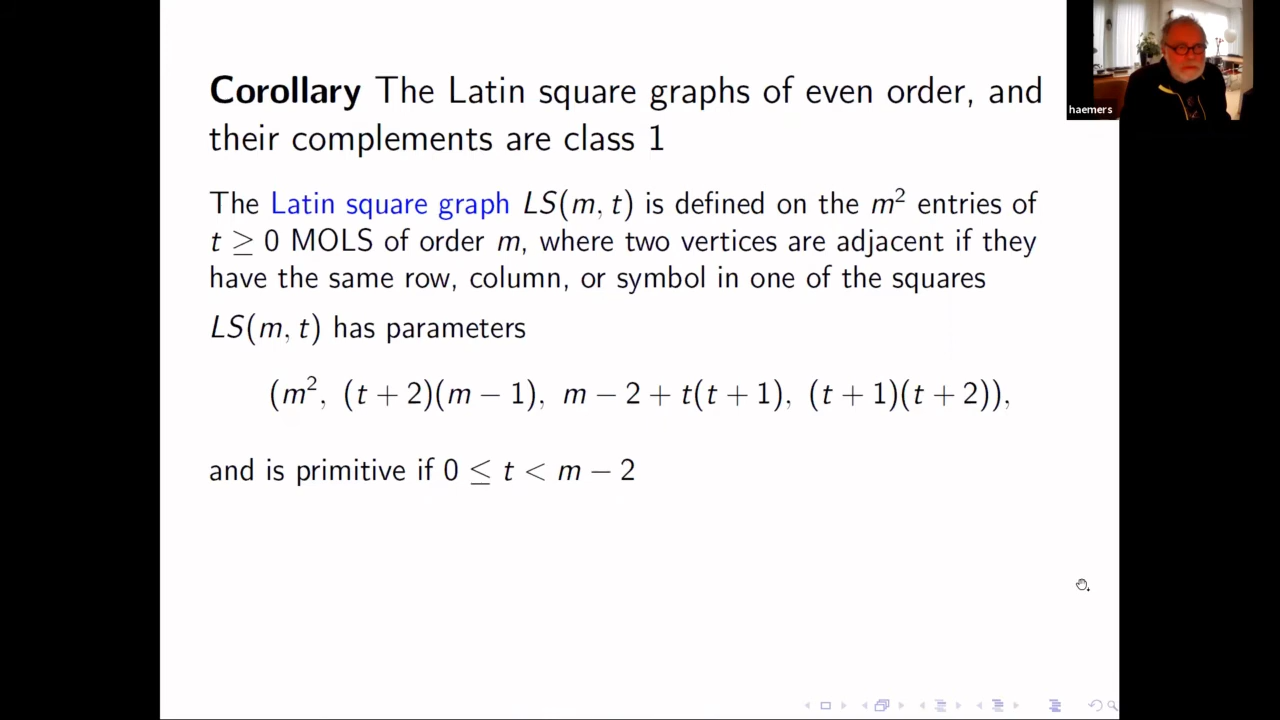 Corollary The Latin square graphs of even order, and
their complements are class 1
The Latin square graph LS(m, t) is defined on the m² entries of
t ≥ 0 MOLS of order m, where two vertices are adjacent if they
have the same row, column, or symbol in one of the squares
LS(m, t) has parameters
(m², (t + 2)(m − 1), m − 2 + t(t + 1), (t + 1)(t + 2)),
and is primitive if 0 ≤ t < m − 2
haemers